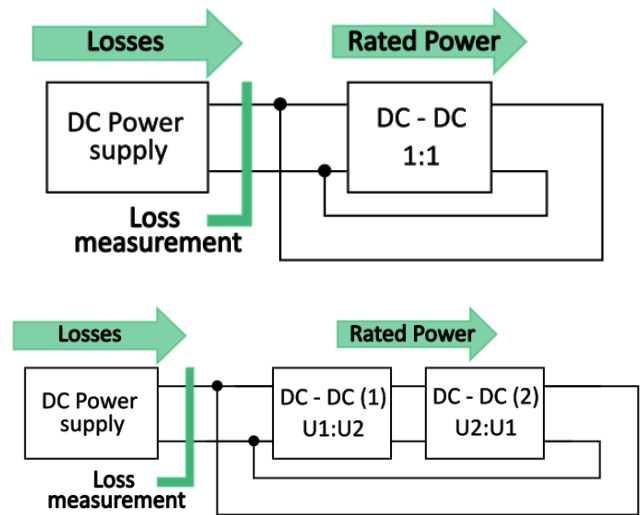 Losses
Rated Power
DC Power
supply
DC - DC
1:1
Loss
measurement
Losses
Rated Power
DC Power
supply
DC - DC (1)
U1:U2
DC - DC (2)
U2:U1
Loss
measurement